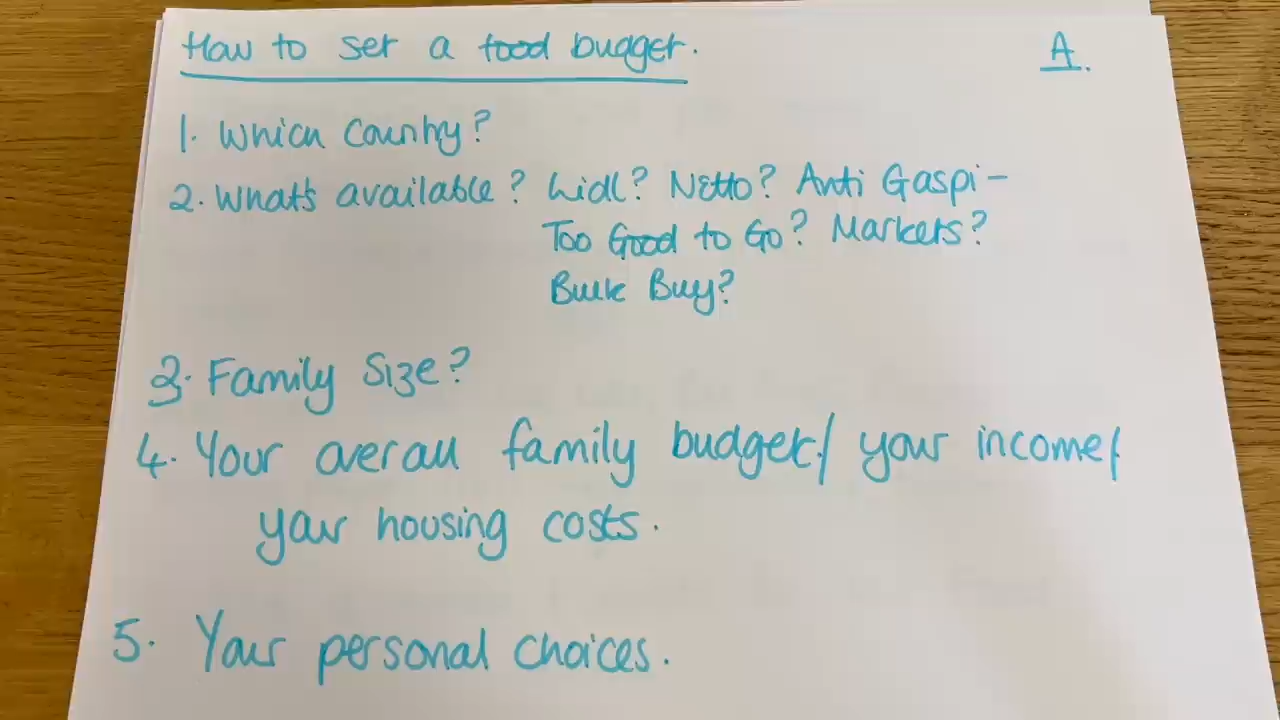 How to set a food budget.
A.
1. Which Country?
2. What's available? Lidl? Netto? Anti Gaspi-
Too Good to Go? Markets?
Bulk Buy?
3. Family Size?
4. Your overall family budget/ your income/
your housing costs.
5. Your personal choices.